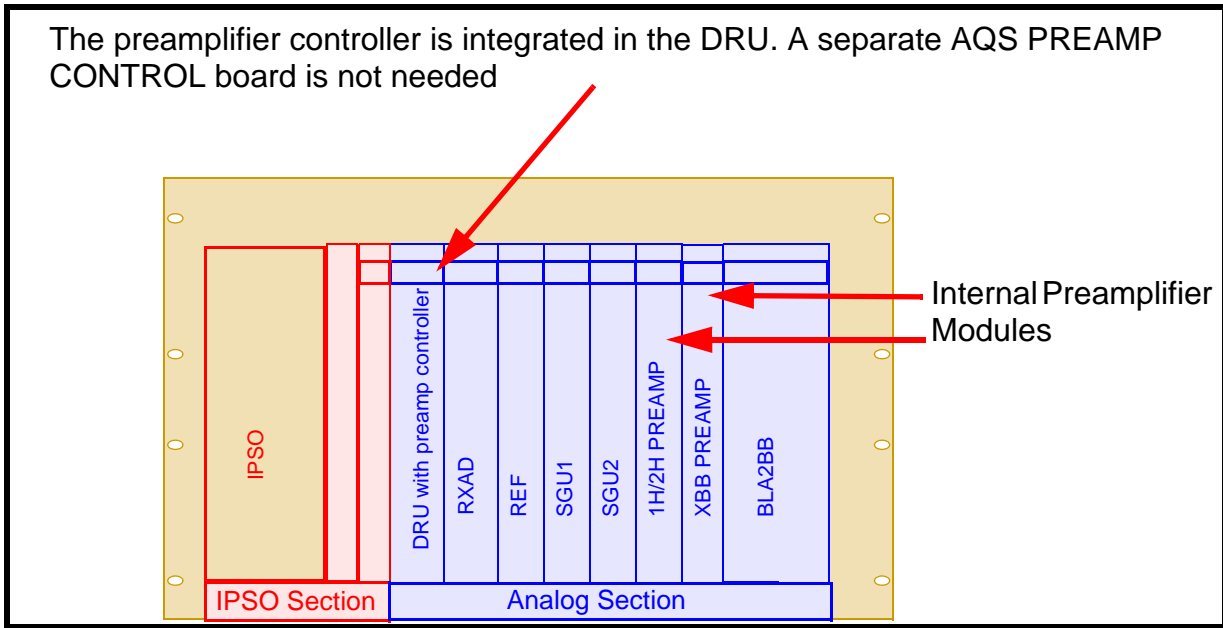 The preamplifier controller is integrated in the DRU. A separate AQS PREAMP
CONTROL board is not needed
Internal Preamplifier
Modules
IPSO
DRU with preamp controller
RXAD
REF
SGU1
SGU2
1H/2H PREAMP
XBB PREAMP
BLA2BB
IPSO Section
Analog Section